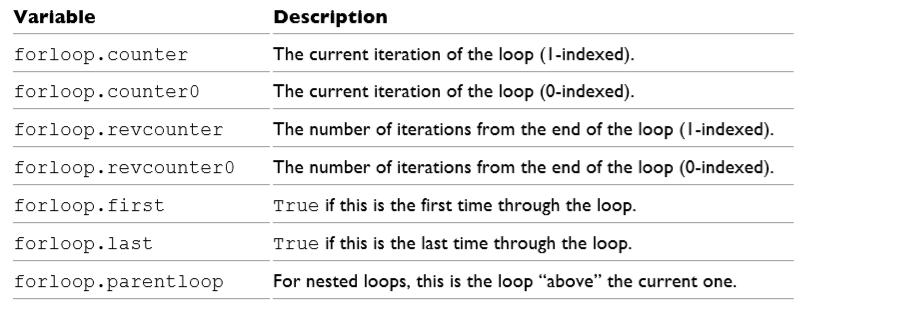 Variable Description
forloop.counter The current iteration of the loop (1-indexed).
forloop.counter0 The current iteration of the loop (0-indexed).
forloop.revcounter The number of iterations from the end of the loop (1-indexed).
forloop.revcounter0 The number of iterations from the end of the loop (0-indexed).
forloop.first True if this is the first time through the loop.
forloop.last True if this is the last time through the loop.
forloop.parentloop For nested loops, this is the loop “above” the current one.